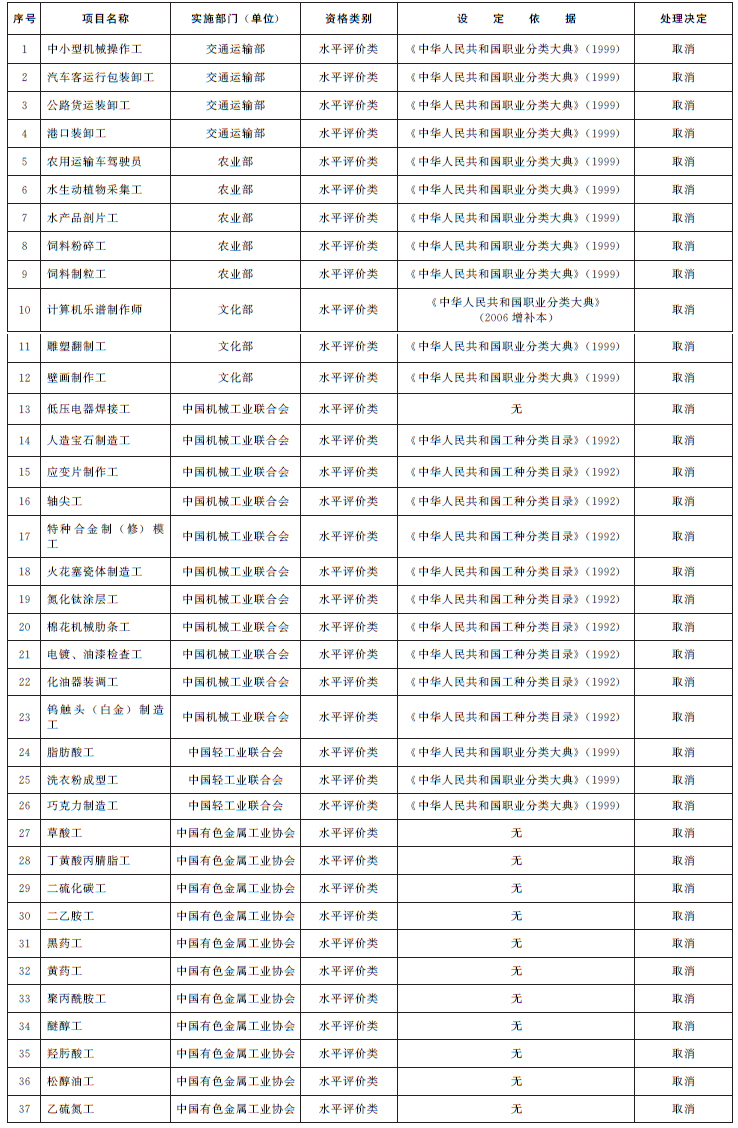 序号 项目名称 实施部门（单位） 资格类别 设 定 依 据 处理决定
1 中小型机械操作工 交通运输部 水平评价类 《中华人民共和国职业分类大典》（1999） 取消
2 汽车客运行包装卸工 交通运输部 水平评价类 《中华人民共和国职业分类大典》（1999） 取消
3 公路货运装卸工 交通运输部 水平评价类 《中华人民共和国职业分类大典》（1999） 取消
4 港口装卸工 交通运输部 水平评价类 《中华人民共和国职业分类大典》（1999） 取消
5 农用运输车驾驶员 农业部 水平评价类 《中华人民共和国职业分类大典》（1999） 取消
6 水生动植物采集工 农业部 水平评价类 《中华人民共和国职业分类大典》（1999） 取消
7 水产品剖片工 农业部 水平评价类 《中华人民共和国职业分类大典》（1999） 取消
8 饲料粉碎工 农业部 水平评价类 《中华人民共和国职业分类大典》（1999） 取消
9 饲料制粒工 农业部 水平评价类 《中华人民共和国职业分类大典》（1999） 取消
10 计算机乐谱制作师 文化部 水平评价类 《中华人民共和国职业分类大典》
（2006 增补本） 取消
11 雕塑翻制工 文化部 水平评价类 《中华人民共和国职业分类大典》（1999） 取消
12 壁画制作工 文化部 水平评价类 《中华人民共和国职业分类大典》（1999） 取消
13 低压电器焊接工 中国机械工业联合会 水平评价类 无 取消
14 人造宝石制造工 中国机械工业联合会 水平评价类 《中华人民共和国工种分类目录》（1992） 取消
15 应变片制作工 中国机械工业联合会 水平评价类 《中华人民共和国工种分类目录》（1992） 取消
16 轴尖工 中国机械工业联合会 水平评价类 《中华人民共和国工种分类目录》（1992） 取消
17 特种合金制（修）模
工 中国机械工业联合会 水平评价类 《中华人民共和国工种分类目录》（1992） 取消
18 火花塞瓷体制造工 中国机械工业联合会 水平评价类 《中华人民共和国工种分类目录》（1992） 取消
19 氮化钛涂层工 中国机械工业联合会 水平评价类 《中华人民共和国工种分类目录》（1992） 取消
20 棉花机械肋条工 中国机械工业联合会 水平评价类 《中华人民共和国工种分类目录》（1992） 取消
21 电镀、油漆检查工 中国机械工业联合会 水平评价类 《中华人民共和国工种分类目录》（1992） 取消
22 化油器装调工 中国机械工业联合会 水平评价类 《中华人民共和国工种分类目录》（1992） 取消
23 钨触头（白金）制造
工 中国机械工业联合会 水平评价类 《中华人民共和国工种分类目录》（1992） 取消
24 脂肪酸工 中国轻工业联合会 水平评价类 《中华人民共和国职业分类大典》（1999） 取消
25 洗衣粉成型工 中国轻工业联合会 水平评价类 《中华人民共和国职业分类大典》（1999） 取消
26 巧克力制造工 中国轻工业联合会 水平评价类 《中华人民共和国职业分类大典》（1999） 取消
27 草酸工 中国有色金属工业协会 水平评价类 无 取消
28 丁黄酸丙腈脂工 中国有色金属工业协会 水平评价类 无 取消
29 二硫化碳工 中国有色金属工业协会 水平评价类 无 取消
30 二乙胺工 中国有色金属工业协会 水平评价类 无 取消
31 黑药工 中国有色金属工业协会 水平评价类 无 取消
32 黄药工 中国有色金属工业协会 水平评价类 无 取消
33 聚丙酰胺工 中国有色金属工业协会 水平评价类 无 取消
34 醚醇工 中国有色金属工业协会 水平评价类 无 取消
35 羟肟酸工 中国有色金属工业协会 水平评价类 无 取消
36 松醇油工 中国有色金属工业协会 水平评价类 无 取消
37 乙硫氮工 中国有色金属工业协会 水平评价类 无 取消